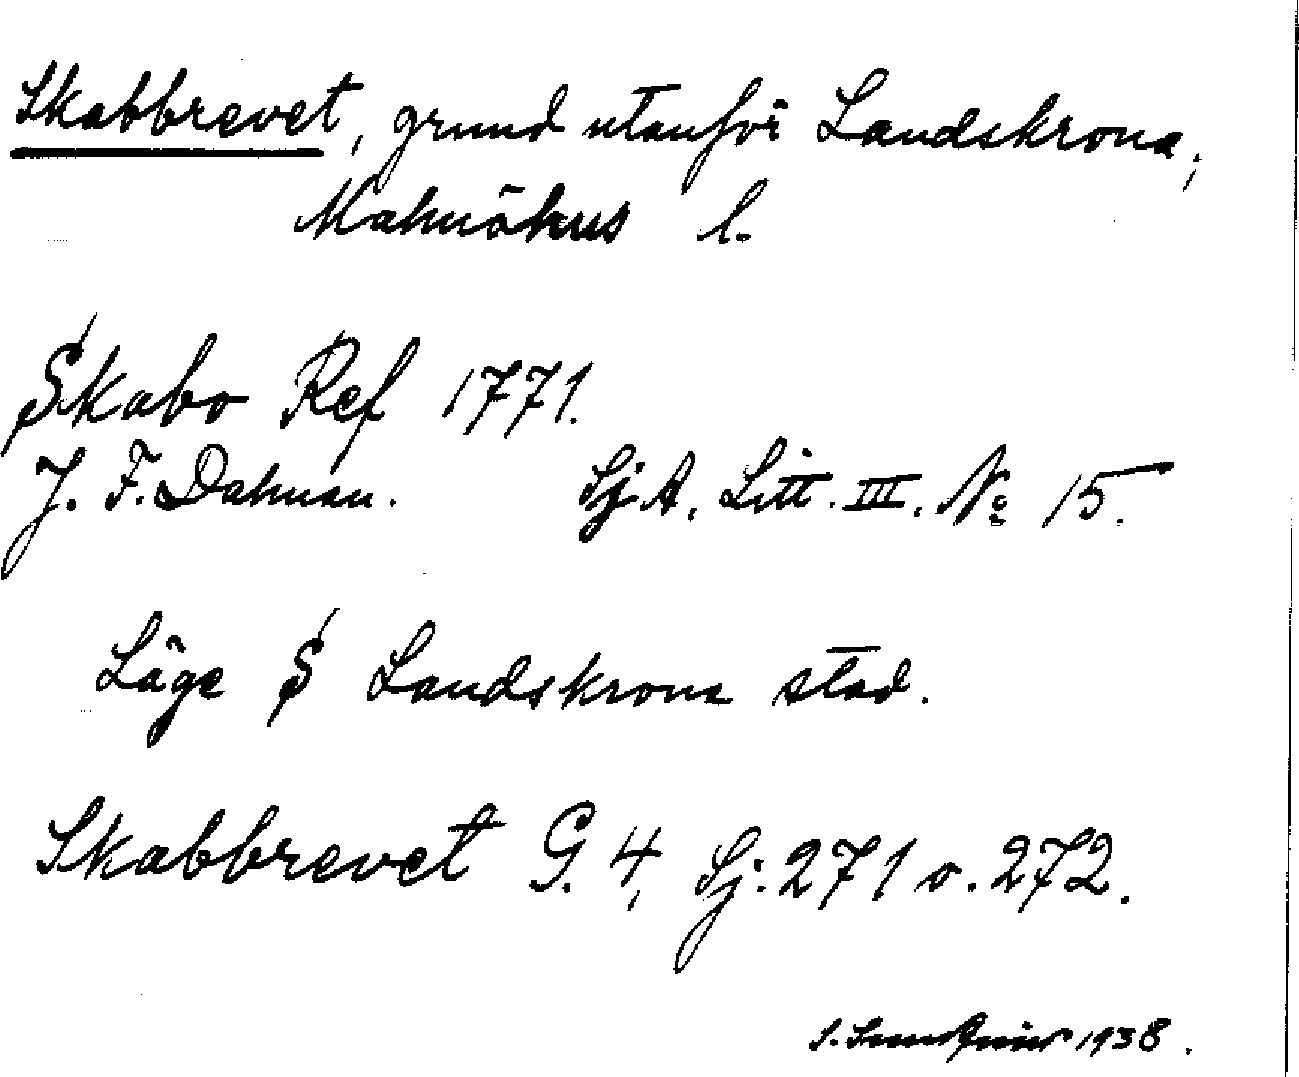 Skabbrevet, grund utanför Landskrona,
Malmöhus l.
Skabo Ref 1771.
J. F. Dahman. Sj A. Litt. III. No 15.
Läge S Landskrona stad.
Skabbrevet G. 4, Sj. 271 o. 272.
S. 1938.